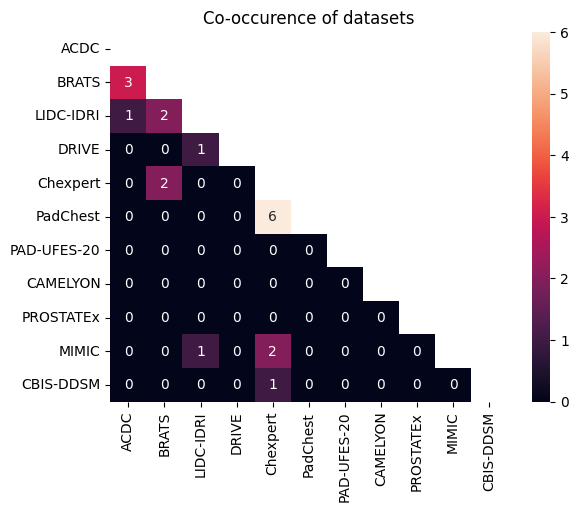 Co-occurence of datasets
ACDC
BRATS 3
LIDC-IDRI 1 2
DRIVE 0 0 1
Chexpert 0 2 0 0
PadChest 0 0 0 0 6
PAD-UFES-20 0 0 0 0 0 0
CAMELYON 0 0 0 0 0 0 0
PROSTATEx 0 0 0 0 0 0 0 0
MIMIC 0 0 1 0 2 0 0 0 0
CBIS-DDSM 0 0 0 0 1 0 0 0 0 0
ACDC BRATS LIDC-IDRI DRIVE Chexpert PadChest PAD-UFES-20 CAMELYON PROSTATEx MIMIC CBIS-DDSM
6
5
4
3
2
1
0